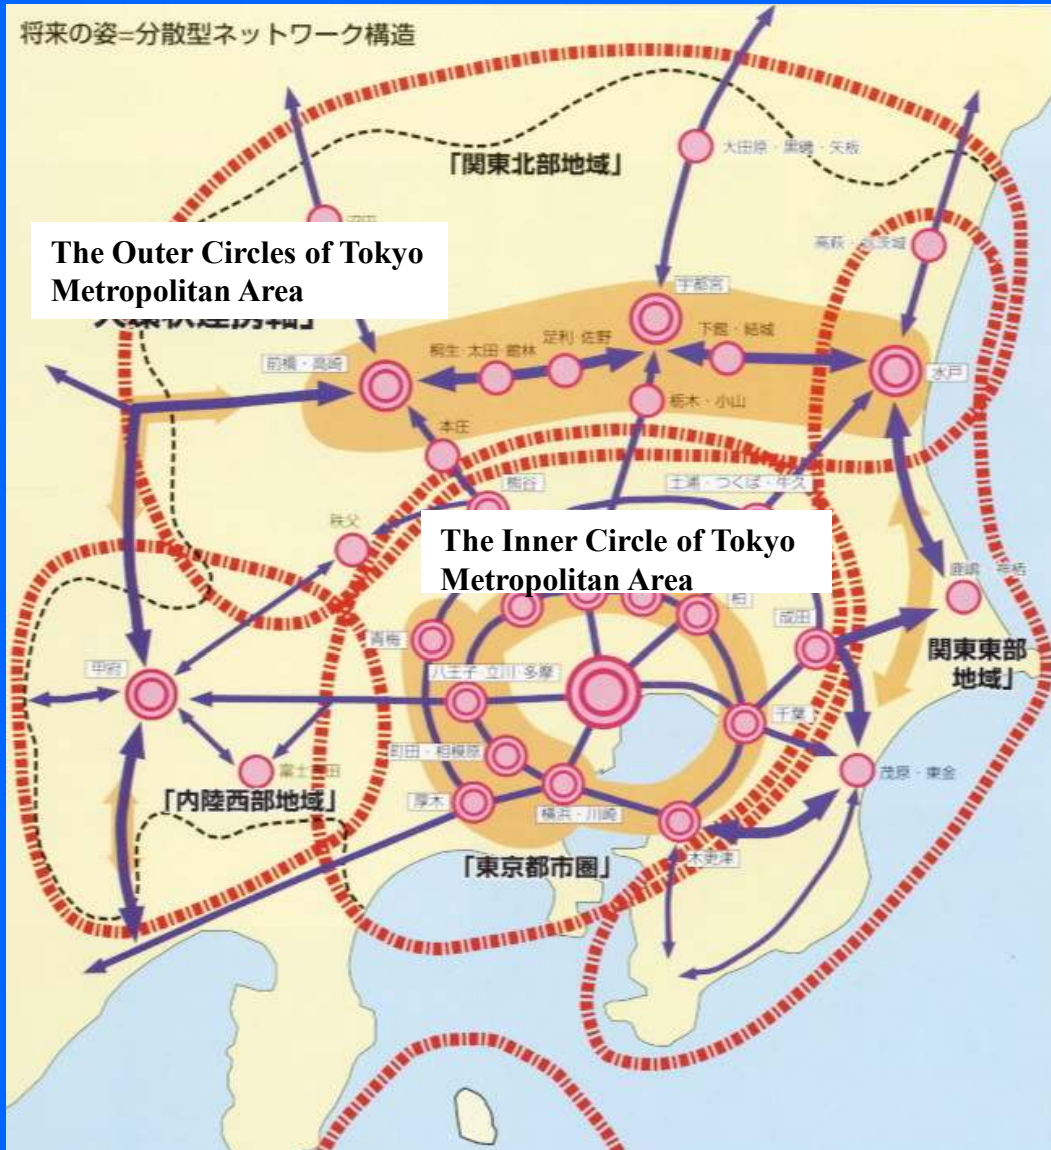 将来の姿=分散型ネットワーク構造
大田原・黒磯・矢板
「関東北部地域」
The Outer Circles of Tokyo
Metropolitan Area
高萩・北茨城
宇都宮
下館・結城
足利・佐野
桐生・太田・館林
前橋・高崎
水戸
栃木・小山
本庄
熊谷
土浦・つくば・牛久
秩父
The Inner Circle of Tokyo
Metropolitan Area
鹿嶋・神栖
柏
成田
青梅
関東東部
地域」
甲府
八王子・立川・多摩
千葉
町田・相模原
富士吉田
茂原・東金
「内陸西部地域」
厚木
横浜・川崎
木更津
「東京都市圏」